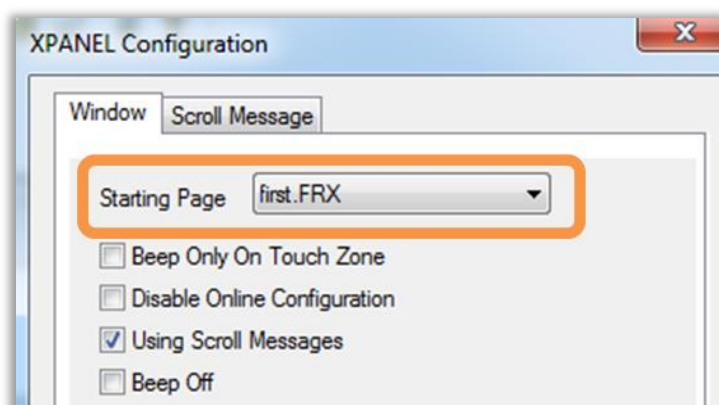 XPANEL Configuration
Window Scroll Message
Starting Page first.FRX
Beep Only On Touch Zone
Disable Online Configuration
Using Scroll Messages
Beep Off